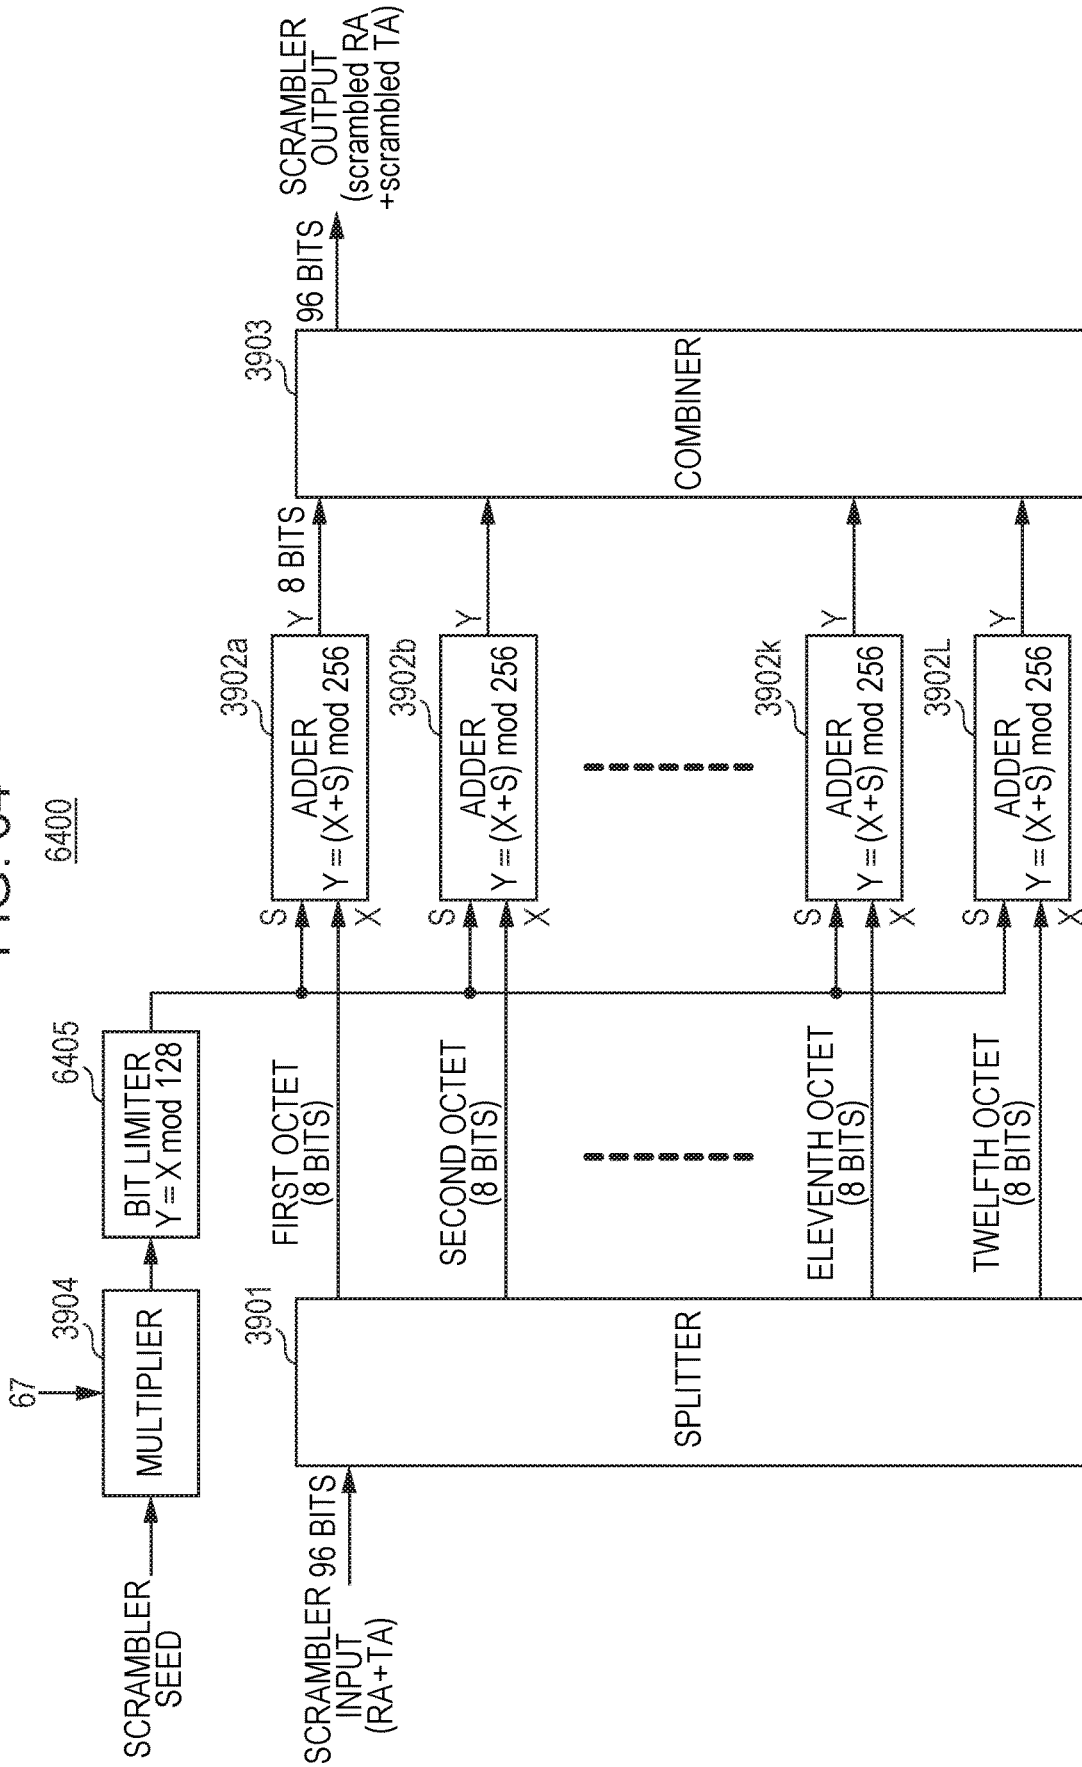 6400
SCRAMBLER
SEED
67
3904
MULTIPLIER
6405
BIT LIMITER
Y = X mod 128
SCRAMBLER
INPUT
(RA+TA)
96 BITS
3901
SPLITTER
FIRST OCTET
(8 BITS)
SECOND OCTET
(8 BITS)
ELEVENTH OCTET
(8 BITS)
TWELFTH OCTET
(8 BITS)
S
X
3902a
ADDER
Y = (X+S) mod 256
Y
8 BITS
S
X
3902b
ADDER
Y = (X+S) mod 256
Y
S
X
3902k
ADDER
Y = (X+S) mod 256
Y
S
X
3902L
ADDER
Y = (X+S) mod 256
Y
3903
COMBINER
96 BITS
SCRAMBLER
OUTPUT
(scrambled RA
+scrambled TA)